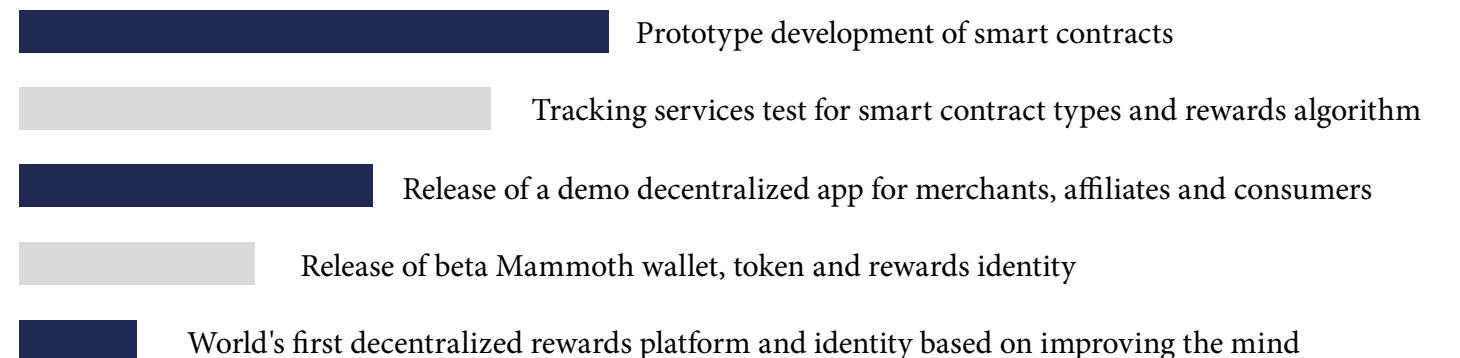 Prototype development of smart contracts
Tracking services test for smart contract types and rewards algorithm
Release of a demo decentralized app for merchants, affiliates and consumers
Release of beta Mammoth wallet, token and rewards identity
World's first decentralized rewards platform and identity based on improving the mind